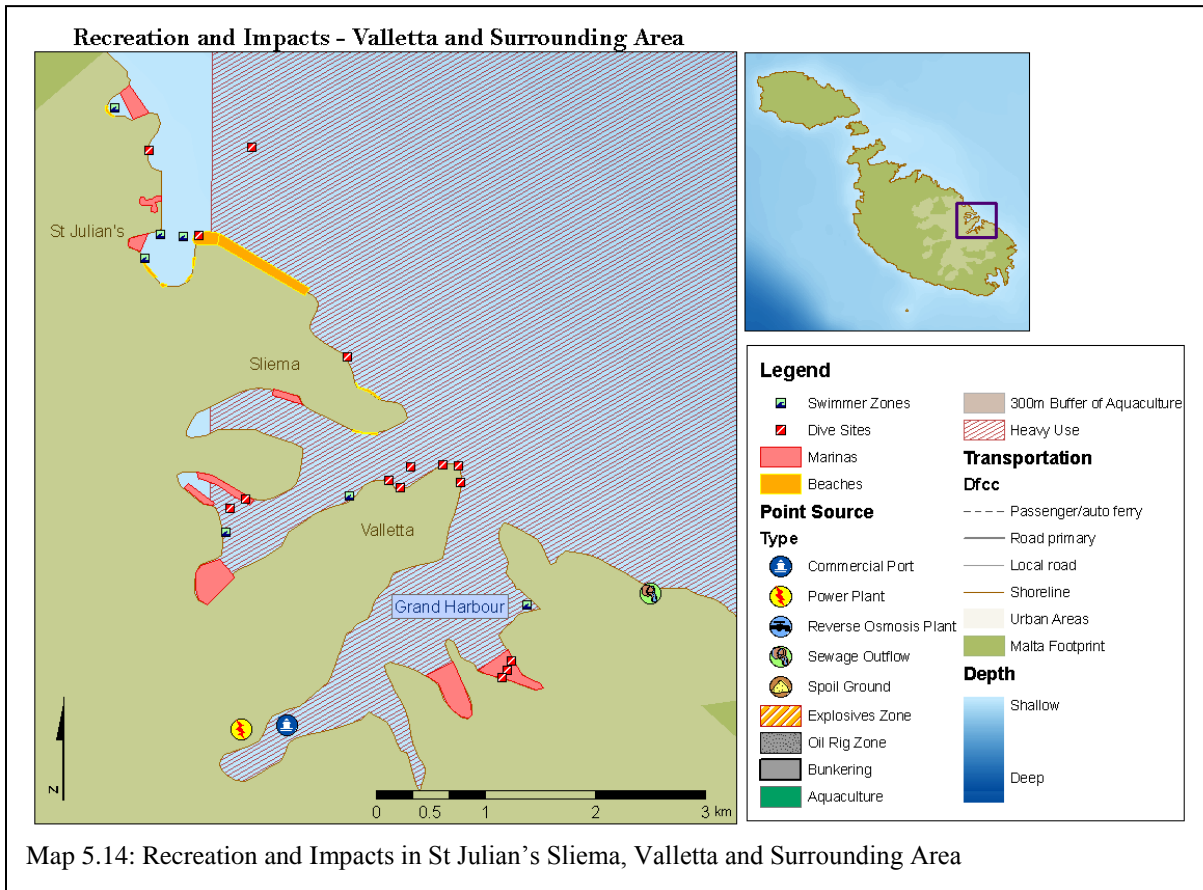 Recreation and Impacts - Valletta and Surrounding Area
St Julian's
Sliema
Valletta
Grand Harbour
N
0 0.5 1 2 3 km
Legend
Swimmer Zones
Dive Sites
Marinas
Beaches
Point Source
Type
Commercial Port
Power Plant
Reverse Osmosis Plant
Sewage Outflow
Spoil Ground
Explosives Zone
Oil Rig Zone
Bunkering
Aquaculture
300m Buffer of Aquaculture
Heavy Use
Transportation
Dfcc
Passenger/auto ferry
Road primary
Local road
Shoreline
Urban Areas
Malta Footprint
Depth
Shallow
Deep
Map 5.14: Recreation and Impacts in St Julian’s Sliema, Valletta and Surrounding Area